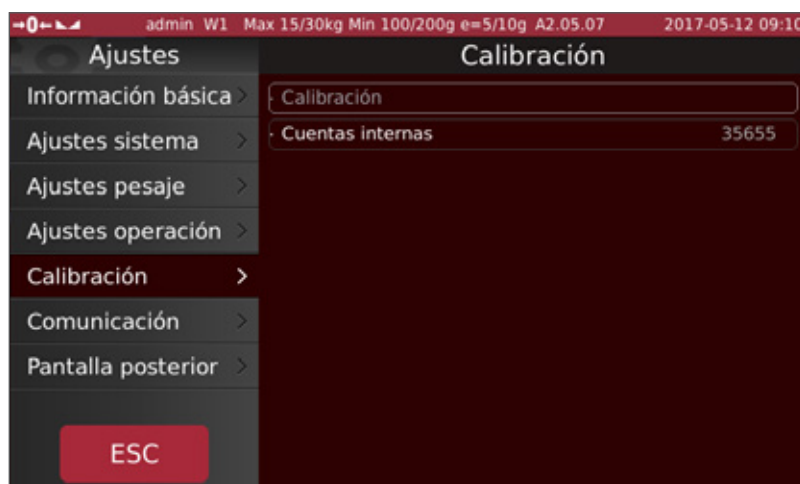 →0← admin W1 Max 15/30kg Min 100/200g e=5/10g A2.05.07 2017-05-12 09:10
Ajustes
Calibración
Información básica >
Ajustes sistema >
Ajustes pesaje >
Ajustes operación >
Calibración >
Comunicación >
Pantalla posterior >
ESC
Calibración
Cuentas internas 35655